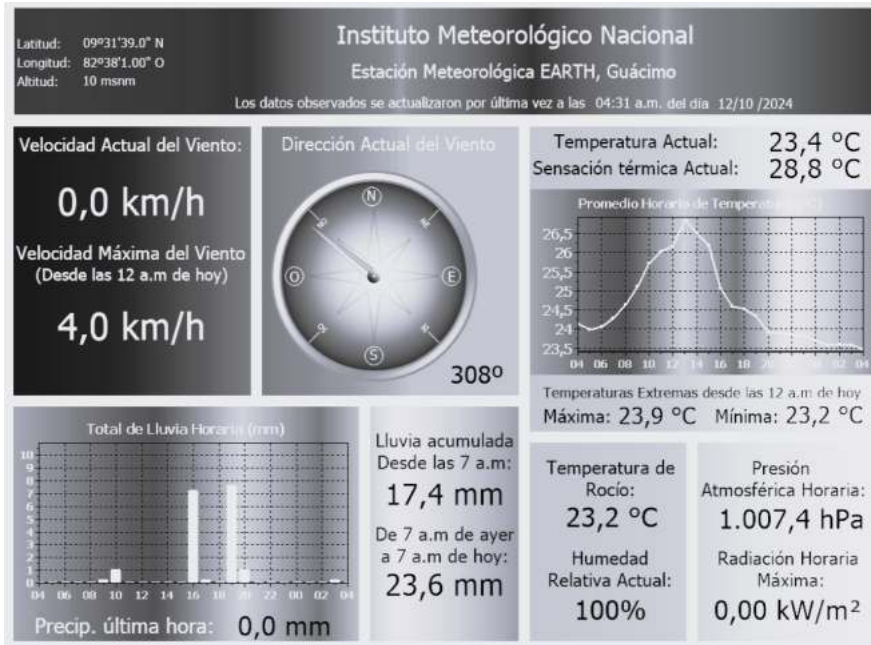 Latitud: 09º31'39.0" N
Longitud: 82º38'1.00" O
Altitud: 10 msnm
Instituto Meteorológico Nacional
Estación Meteorológica EARTH, Guácimo
Los datos observados se actualizaron por última vez a las 04:31 a.m. del día 12/10 /2024
Velocidad Actual del Viento:
0,0 km/h
Velocidad Máxima del Viento
(Desde las 12 a.m de hoy)
4,0 km/h
Dirección Actual del Viento
N
E
S
O
308º
Temperatura Actual: 23,4 ºC
Sensación térmica Actual: 28,8 ºC
Promedio Horario de Temperatura (ºC)
26,5
26
25,5
25
24,5
24
23,5
04 06 08 10 12 14 16 18 20 22 00 02 04
Temperaturas Extremas desde las 12 a.m de hoy
Máxima: 23,9 ºC Mínima: 23,2 ºC
Total de Lluvia Horaria (mm)
10
9
8
7
6
5
4
3
2
1
0
04 06 08 10 12 14 16 18 20 22 00 02 04
Precip. última hora: 0,0 mm
Lluvia acumulada
Desde las 7 a.m:
17,4 mm
De 7 a.m de ayer
a 7 a.m de hoy:
23,6 mm
Temperatura de
Rocío:
23,2 ºC
Humedad
Relativa Actual:
100%
Presión
Atmosférica Horaria:
1.007,4 hPa
Radiación Horaria
Máxima:
0,00 kW/m²